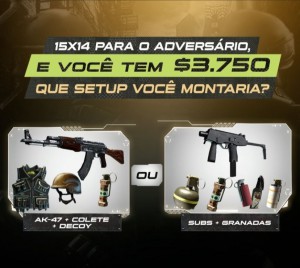 15X14 PARA O ADVERSÁRIO,
E VOCÊ TEM $3.750
QUE SETUP VOCÊ MONTARIA?
OU
AK-47 + COLETE
+ DECOY
SUBS + GRANADAS